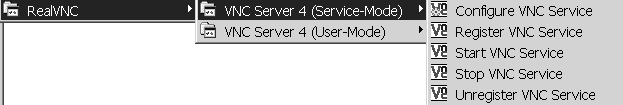 RealVNC
VNC Server 4 (Service-Mode)
VNC Server 4 (User-Mode)
Configure VNC Service
Register VNC Service
Start VNC Service
Stop VNC Service
Unregister VNC Service